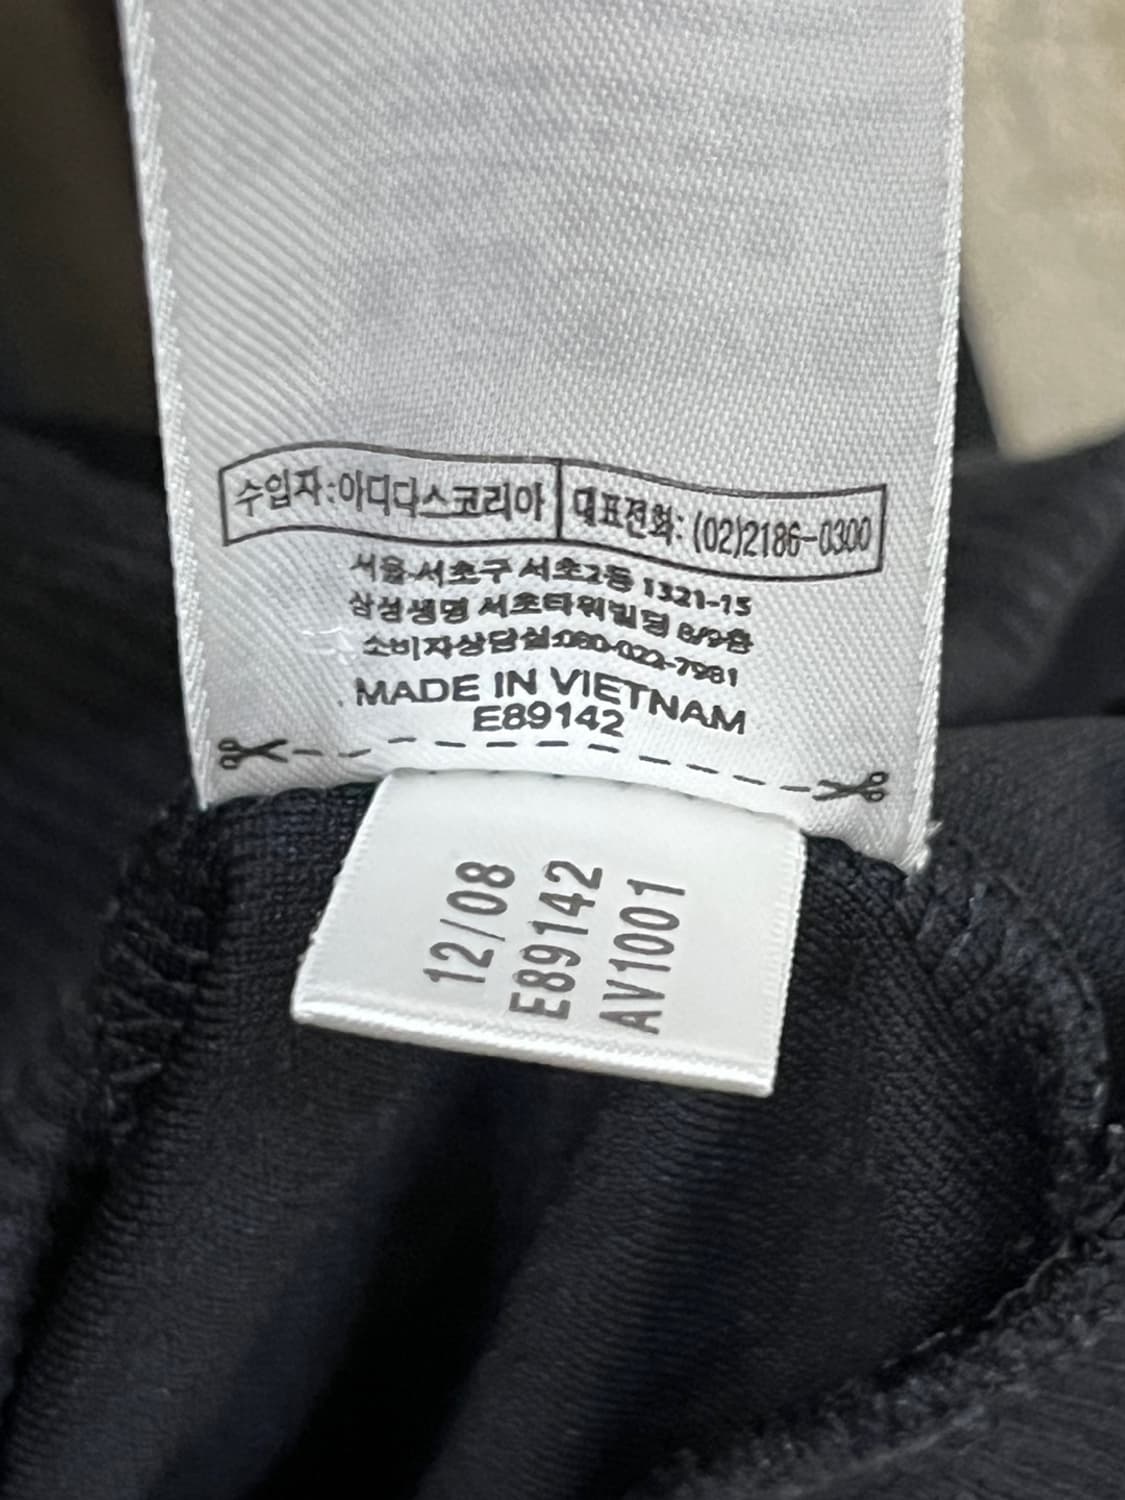 수입자:아디다스코리아 대표전화: (02)2186-0300
서울 서초구 서초2동 1321-15
삼성생명 서초타워빌딩 8/9층
소비자상담실:080-022-7981
MADE IN VIETNAM
E89142
12/08
E89142
AV1001